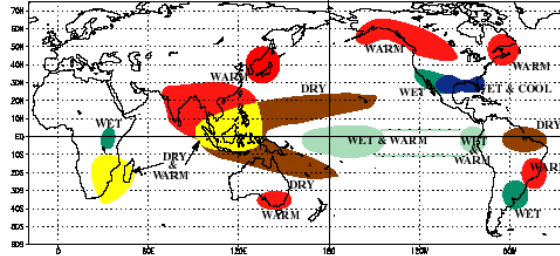 70N
60N
50N
40N
30N
20N
10N
EQ
10S
20S
30S
40S
50S
60S
0
60E
120E
180
120W
60W
WARM
WARM
WARM
DRY
WET
WET & COOL
WET
WET & WARM
WET
&
WARM
DRY
DRY
&
WARM
DRY
WARM
WARM
WET